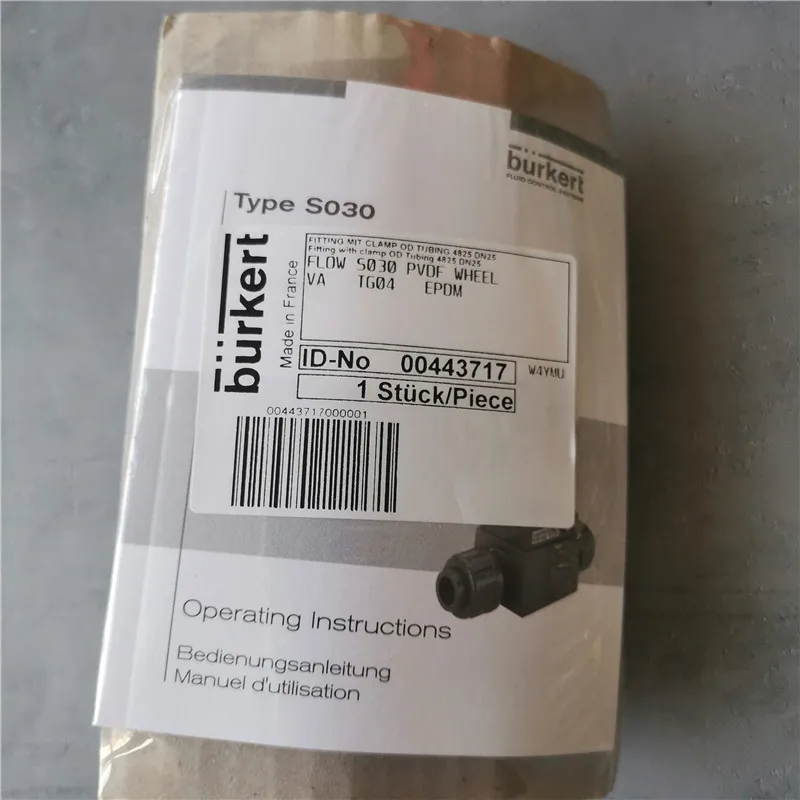 bürkert
FLUID CONTROL SYSTEMS
Type S030
bürkert
Made in France
FITTING MIT CLAMP OD TUBING 4825 DN25
Fitting with clamp OD Tubing 4825 DN25
FLOW S030 PVDF WHEEL
VA TG04 EPDM
ID-No 00443717
W4YMU
1 Stück/Piece
00443717000001
Operating Instructions
Bedienungsanleitung
Manuel d'utilisation